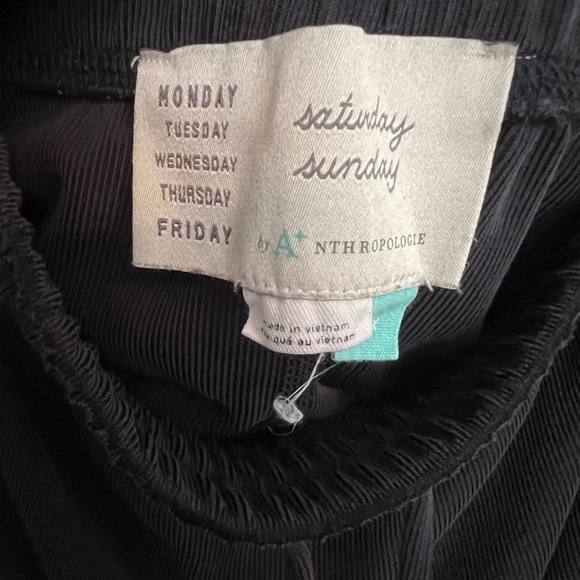 MONDAY
TUESDAY
WEDNESDAY
THURSDAY
FRIDAY
saturday
sunday
by A+ NTHROPOLOGIE
made in vietnam
au vietnam